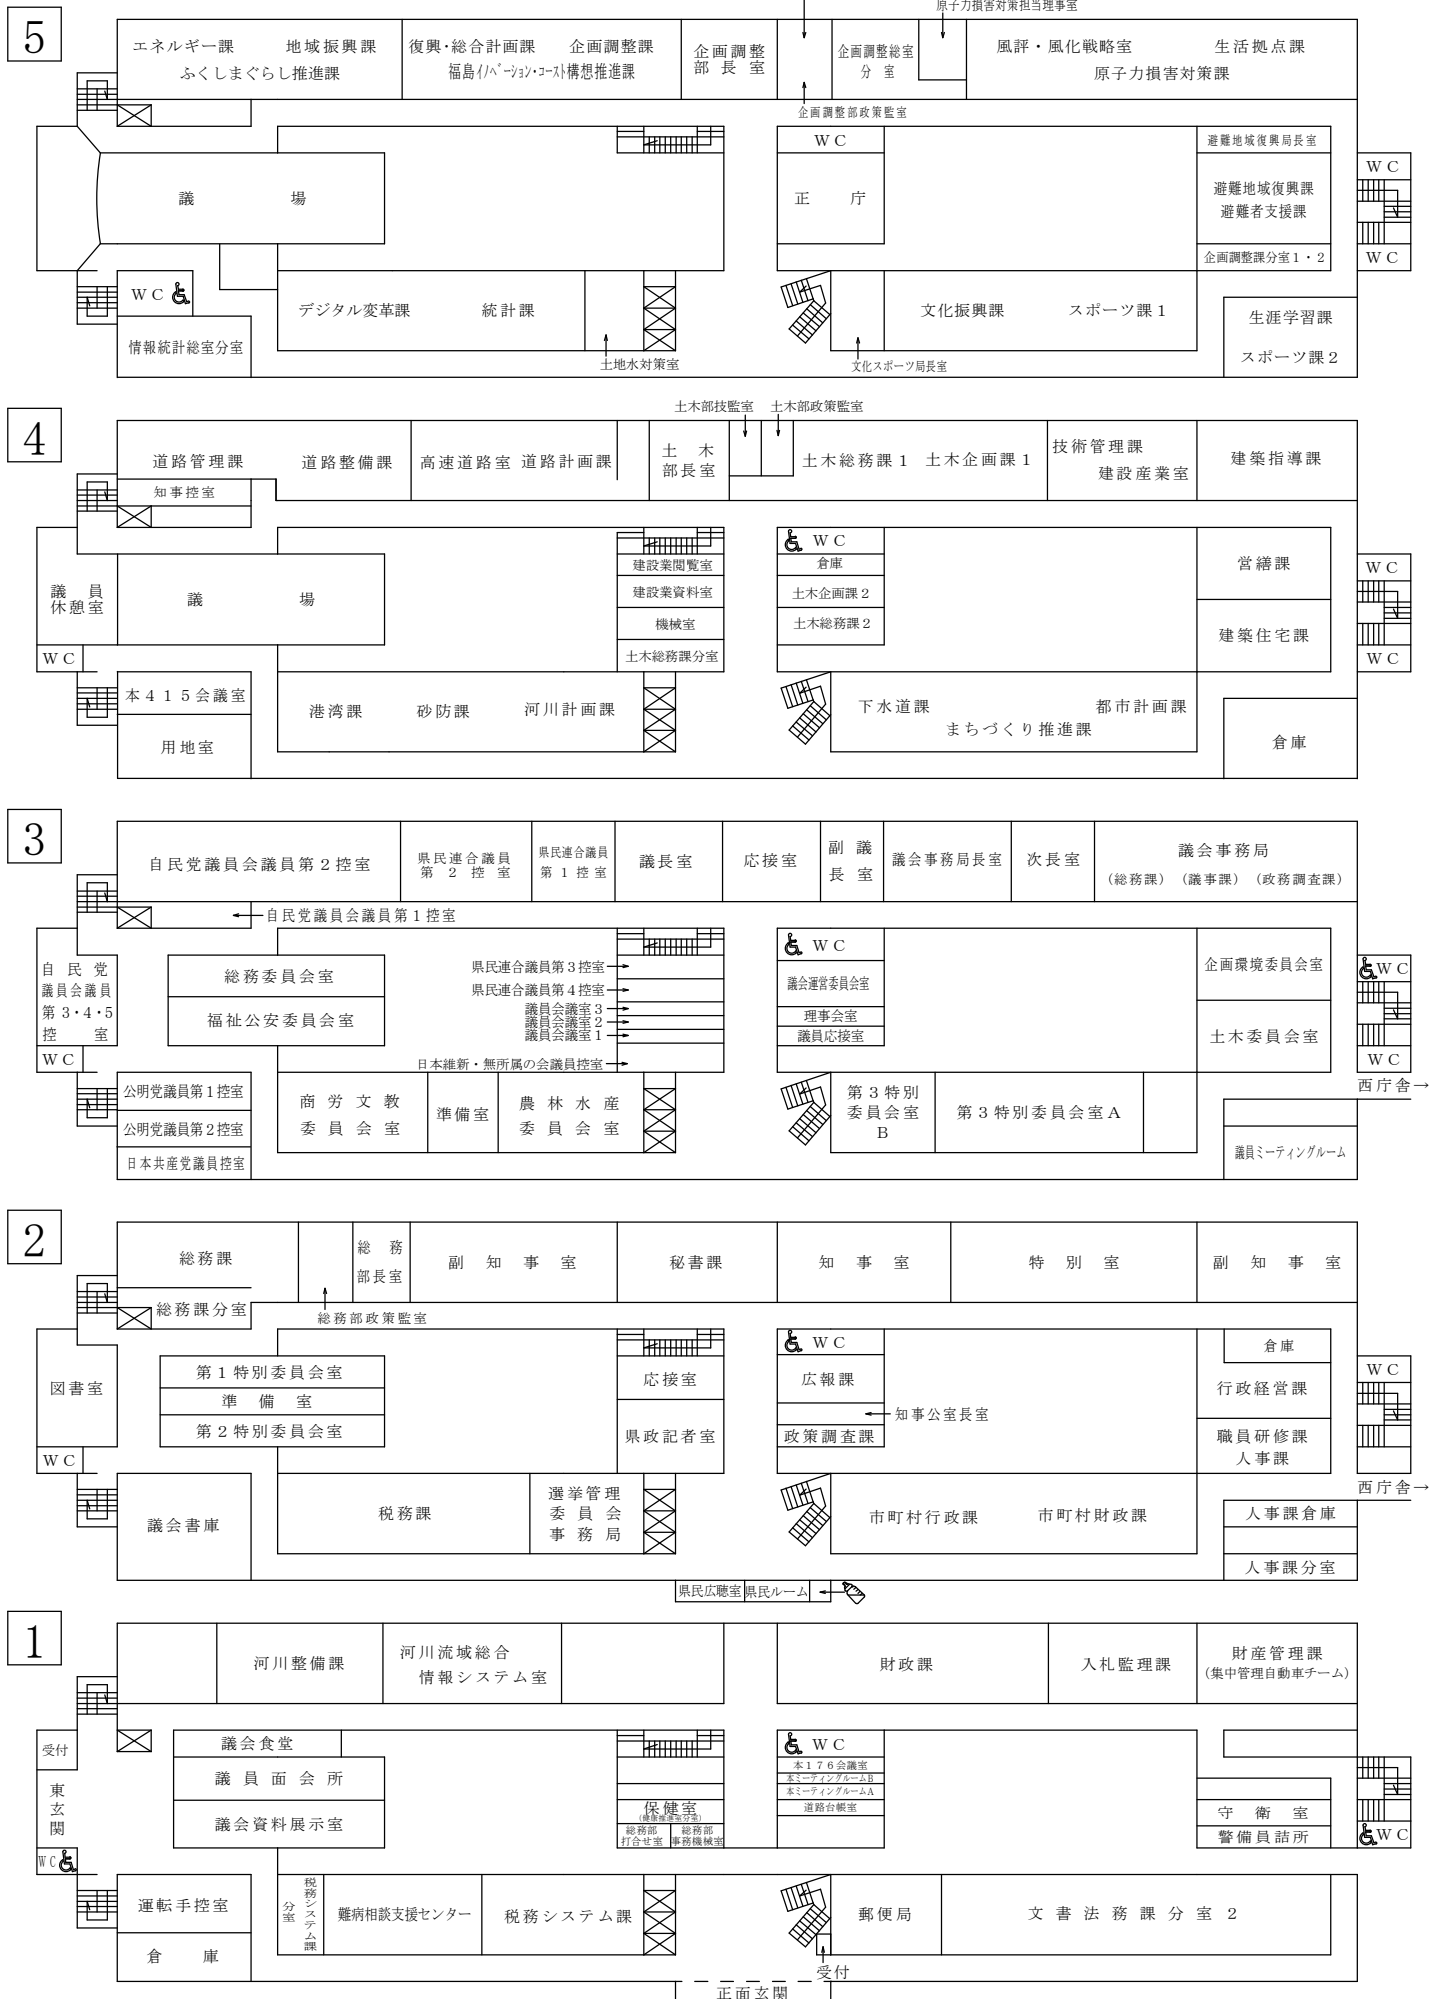 5
原子力損害対策担当理事室
エネルギー課　地域振興課
ふくしまぐらし推進課
復興・総合計画課　企画調整課
福島イノベーション・コースト構想推進課
企画調整
部長室
企画調整総室
分室
風評・風化戦略室　生活拠点課
原子力損害対策課
企画調整部政策監室
WC
避難地域復興局長室
WC
議場
正庁
避難地域復興課
避難者支援課
企画調整課分室1・2
WC
WC
デジタル変革課　統計課
文化振興課　スポーツ課1
生涯学習課
スポーツ課2
情報統計総室分室
土地水対策室
文化スポーツ局長室
4
土木部技監室　土木部政策監室
道路管理課　道路整備課
高速道路室　道路計画課
土木
部長室
土木総務課1　土木企画課1
技術管理課
建設産業室
建築指導課
知事控室
WC
建設業閲覧室
倉庫
営繕課
WC
議員
休憩室
議場
建設業資料室
土木企画課2
機械室
土木総務課2
建築住宅課
土木総務課分室
WC
WC
本415会議室
用地室
港湾課　砂防課　河川計画課
下水道課　都市計画課
まちづくり推進課
倉庫
3
自民党議員会議員第2控室
県民連合議員
第2控室
県民連合議員
第1控室
議長室
応接室
副議
長室
議会事務局長室
次長室
議会事務局
(総務課)(議事課)(政務調査課)
自民党議員会議員第1控室
WC
自民党
議員会議員
第3・4・5
控室
総務委員会室
福祉公安委員会室
県民連合議員第3控室
県民連合議員第4控室
議員会議室3
議員会議室2
議員会議室1
日本維新・無所属の会議員控室
議会運営委員会室
理事会室
議員応接室
企画環境委員会室
土木委員会室
WC
WC
WC
西庁舎→
公明党議員第1控室
公明党議員第2控室
日本共産党議員控室
商労文教
委員会室
準備室
農林水産
委員会室
第3特別
委員会室
B
第3特別委員会室A
議員ミーティングルーム
2
総務課
総務
部長室
副知事室
秘書課
知事室
特別室
副知事室
総務課分室
総務部政策監室
WC
倉庫
図書室
第1特別委員会室
準備室
第2特別委員会室
応接室
県政記者室
広報課
知事公室長室
政策調査課
行政経営課
職員研修課
人事課
WC
WC
西庁舎→
議会書庫
税務課
選挙管理
委員会
事務局
市町村行政課　市町村財政課
人事課倉庫
人事課分室
県民広聴室
県民ルーム
1
河川整備課
河川流域総合
情報システム室
財政課
入札監理課
財産管理課
(集中管理自動車チーム)
受付
東玄関
WC
議会食堂
議員面会所
議会資料展示室
保健室
(健康推進室分室)
総務部
打合せ室
総務部
事務機械室
WC
本176会議室
本ミーティングルームB
本ミーティングルームA
道路台帳室
守衛室
警備員詰所
WC
運転手控室
倉庫
税務システム課
分室
難病相談支援センター
税務システム課
郵便局
文書法務課分室2
受付
正面玄関